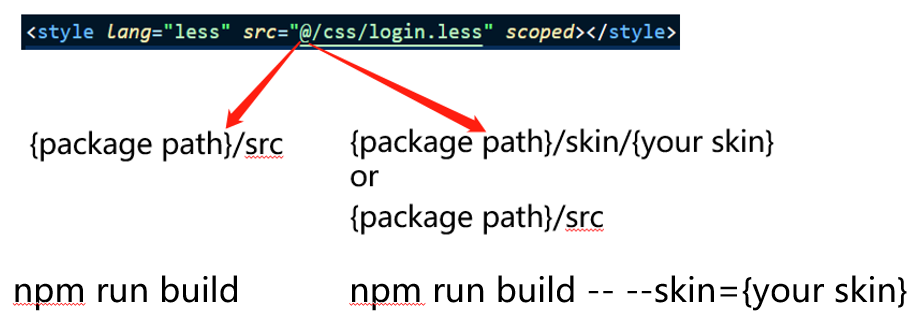 <style lang="less" src="@/css/login.less" scoped></style>
{package path}/src
{package path}/skin/{your skin}
or
{package path}/src
npm run build
npm run build -- --skin={your skin}